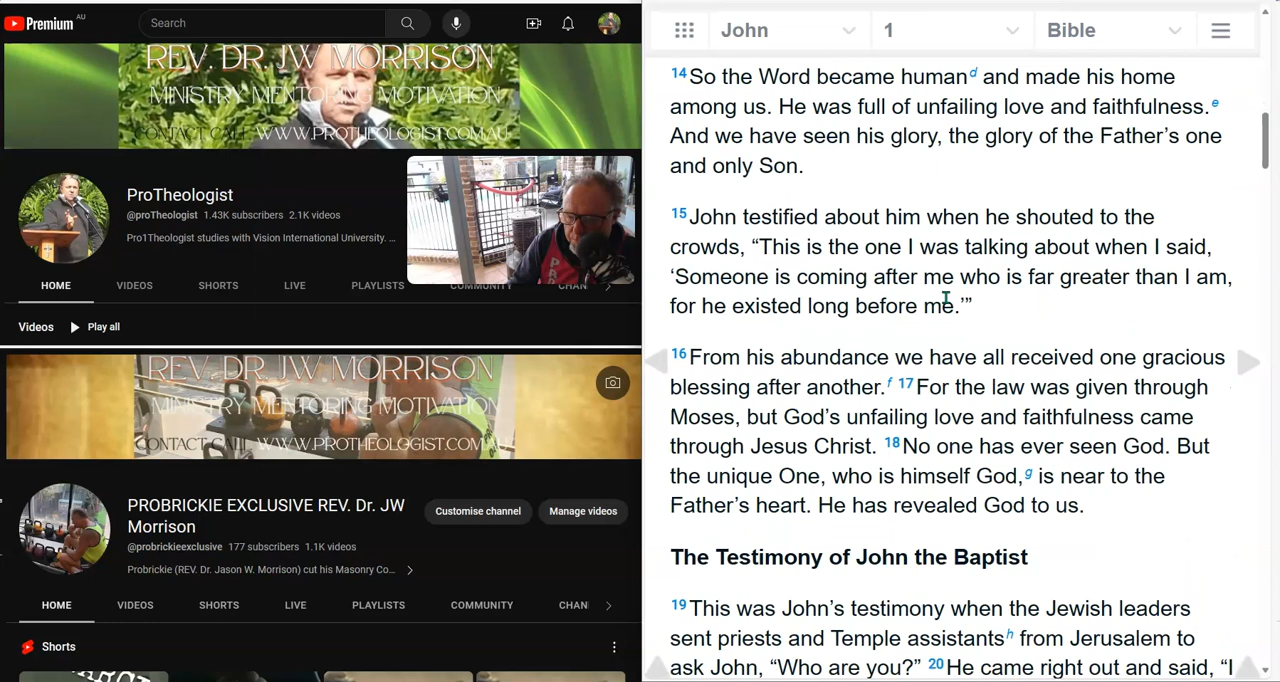 Premium AU
Search
REV. DR. JW MORRISON
MINISTRY MENTORING MOTIVATION
CONTACT CALL WWW.PROTHEOLOGIST.COM.AU
ProTheologist
@proTheologist 1.43K subscribers 2.1K videos
Pro1Theologist studies with Vision International University. ...
HOME VIDEOS SHORTS LIVE PLAYLISTS COMMUNITY CHAN
Videos Play all
REV. DR. JW MORRISON
MINISTRY MENTORING MOTIVATION
CONTACT CALL WWW.PROTHEOLOGIST.COM.AU
PROBRICKIE EXCLUSIVE REV. Dr. JW
Morrison
Customise channel Manage videos
@probrickieexclusive 177 subscribers 1.1K videos
Probrickie (REV. Dr. Jason W. Morrison) cut his Masonry Co...
HOME VIDEOS SHORTS LIVE PLAYLISTS COMMUNITY CHAN
Shorts
John 1 Bible
14 So the Word became human d and made his home
among us. He was full of unfailing love and faithfulness. e
And we have seen his glory, the glory of the Father’s one
and only Son.
15 John testified about him when he shouted to the
crowds, “This is the one I was talking about when I said,
‘Someone is coming after me who is far greater than I am,
for he existed long before me.’”
16 From his abundance we have all received one gracious
blessing after another. f 17 For the law was given through
Moses, but God’s unfailing love and faithfulness came
through Jesus Christ. 18 No one has ever seen God. But
the unique One, who is himself God, g is near to the
Father’s heart. He has revealed God to us.
The Testimony of John the Baptist
19 This was John’s testimony when the Jewish leaders
sent priests and Temple assistants h from Jerusalem to
ask John, “Who are you?” 20 He came right out and said, “I